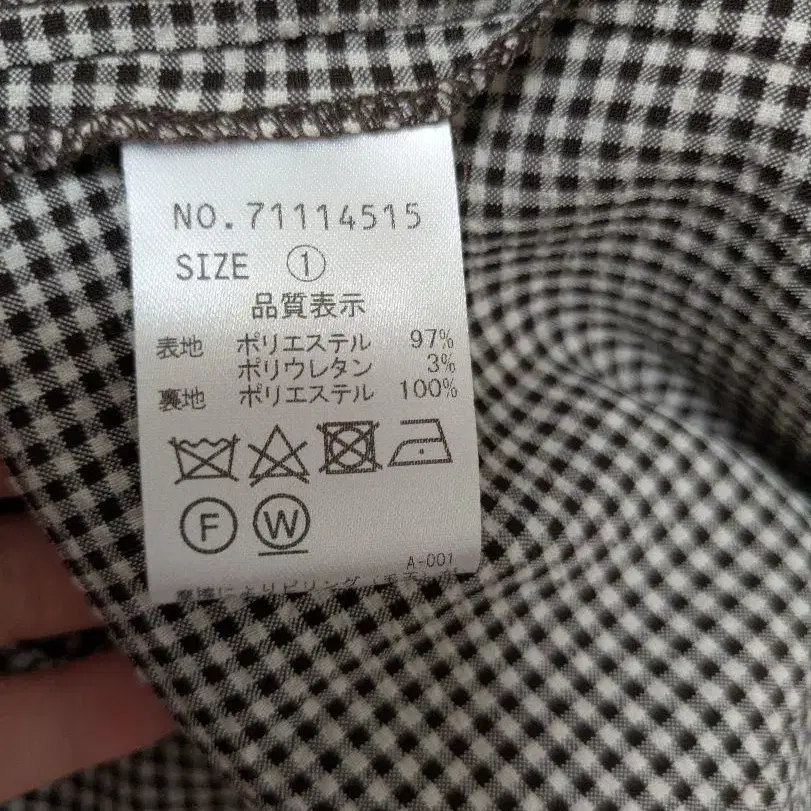 NO.71114515
SIZE ①
品質表示
表地 ポリエステル 97%
ポリウレタン 3%
裏地 ポリエステル 100%
F W
A-001